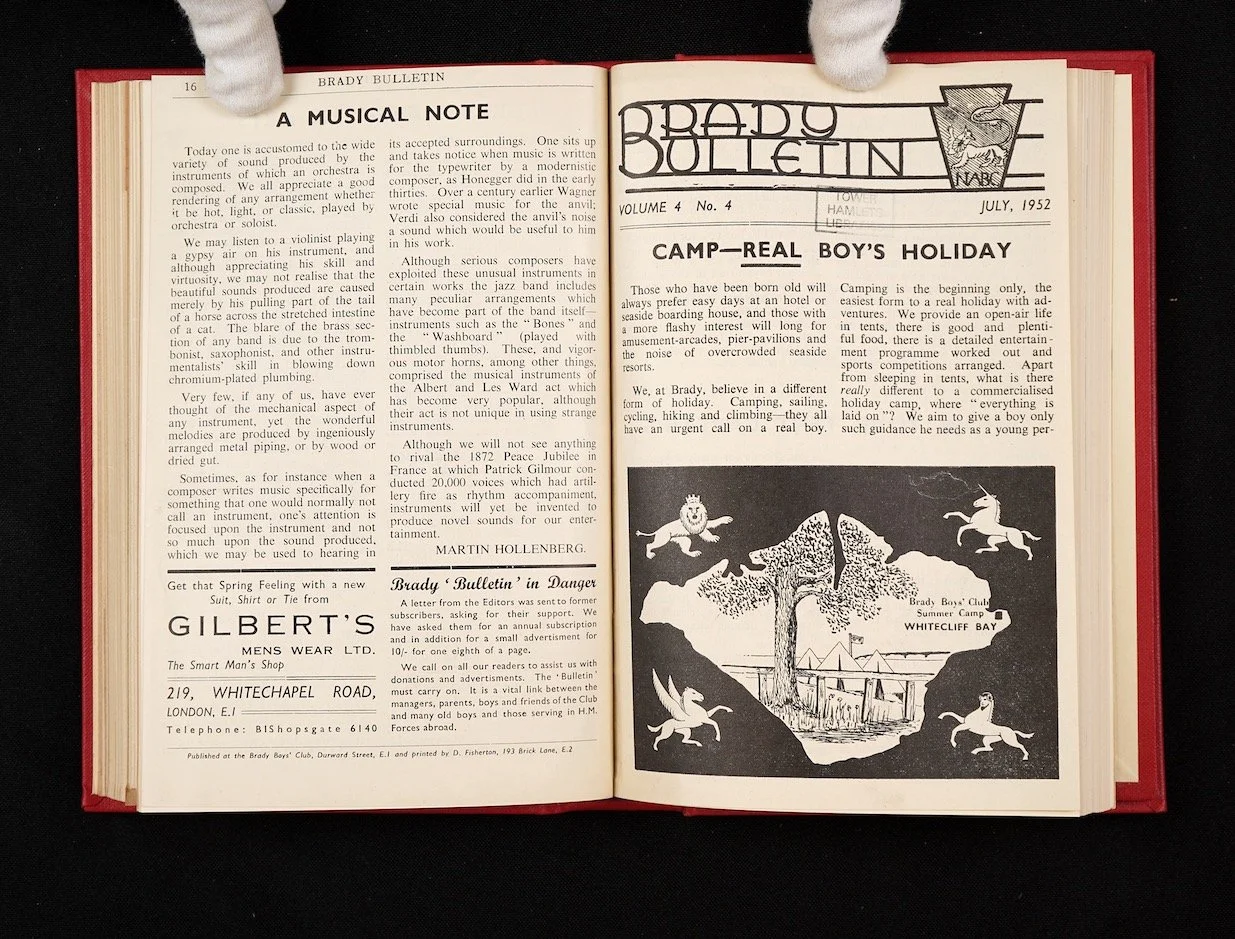 16
BRADY BULLETIN
A MUSICAL NOTE
Today one is accustomed to the wide
variety of sound produced by the
instruments of which an orchestra is
composed. We all appreciate a good
rendering of any arrangement whether
it be hot, light, or classic, played by
orchestra or soloist.
We may listen to a violinist playing
a gypsy air on his instrument, and
although appreciating his skill and
virtuosity, we may not realise that the
beautiful sounds produced are caused
merely by his pulling part of the tail
of a horse across the stretched intestine
of a cat. The blare of the brass sec-
tion of any band is due to the trom-
bonist, saxophonist, and other instru-
mentalists' skill in blowing down
chromium-plated plumbing.
Very few, if any of us, have ever
thought of the mechanical aspect of
any instrument, yet the wonderful
melodies are produced by ingeniously
arranged metal piping, or by wood or
dried gut.
Sometimes, as for instance when a
composer writes music specifically for
something that one would normally not
call an instrument, one's attention is
focused upon the instrument and not
so much upon the sound produced,
which we may be used to hearing in
its accepted surroundings. One sits up
and takes notice when music is written
for the typewriter by a modernistic
composer, as Honegger did in the early
thirties. Over a century earlier Wagner
wrote special music for the anvil;
Verdi also considered the anvil's noise
a sound which would be useful to him
in his work.
Although serious composers have
exploited these unusual instruments in
certain works the jazz band includes
many peculiar arrangements which
have become part of the band itself—
instruments such as the "Bones" and
the "Washboard" (played with
thimbled thumbs). These, and vigor-
ous motor horns, among other things,
comprised the musical instruments of
the Albert and Les Ward act which
has become very popular, although
their act is not unique in using strange
instruments.
Although we will not see anything
to rival the 1872 Peace Jubilee in
France at which Patrick Gilmour con-
ducted 20,000 voices which had artil-
lery fire as rhythm accompaniment,
instruments will yet be invented to
produce novel sounds for our enter-
tainment.
MARTIN HOLLENBERG.
Get that Spring Feeling with a new
Suit, Shirt or Tie from
GILBERT'S
MENS WEAR LTD.
The Smart Man's Shop
219, WHITECHAPEL ROAD,
LONDON, E.1
Telephone: BIShopsgate 6140
Brady 'Bulletin' in Danger
A letter from the Editors was sent to former
subscribers, asking for their support. We
have asked them for an annual subscription
and in addition for a small advertisment for
10/- for one eighth of a page.
We call on all our readers to assist us with
donations and advertisments. The 'Bulletin'
must carry on. It is a vital link between the
managers, parents, boys and friends of the Club
and many old boys and those serving in H.M.
Forces abroad.
Published at the Brady Boys' Club, Durward Street, E.1 and printed by D. Fisherton, 193 Brick Lane, E.2
BRADY
BULLETIN
NABC
VOLUME 4 No. 4
TOWER
HAMLETS
LIBRARIES
JULY, 1952
CAMP—REAL BOY'S HOLIDAY
Those who have been born old will
always prefer easy days at an hotel or
seaside boarding house, and those with
a more flashy interest will long for
amusement-arcades, pier-pavilions and
the noise of overcrowded seaside
resorts.
We, at Brady, believe in a different
form of holiday. Camping, sailing,
cycling, hiking and climbing—they all
have an urgent call on a real boy.
Camping is the beginning only, the
easiest form to a real holiday with ad-
ventures. We provide an open-air life
in tents, there is good and plenti-
ful food, there is a detailed entertain-
ment programme worked out and
sports competitions arranged. Apart
from sleeping in tents, what is there
really different to a commercialised
holiday camp, where "everything is
laid on"? We aim to give a boy only
such guidance he needs as a young per-
Brady Boys' Club
Summer Camp
WHITECLIFF BAY